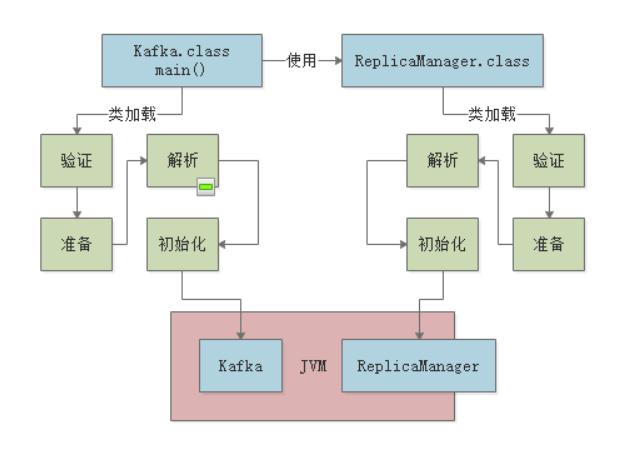 Kafka.class
main()
使用
ReplicaManager.class
类加载
类加载
验证
解析
解析
验证
准备
初始化
初始化
准备
Kafka
JVM
ReplicaManager